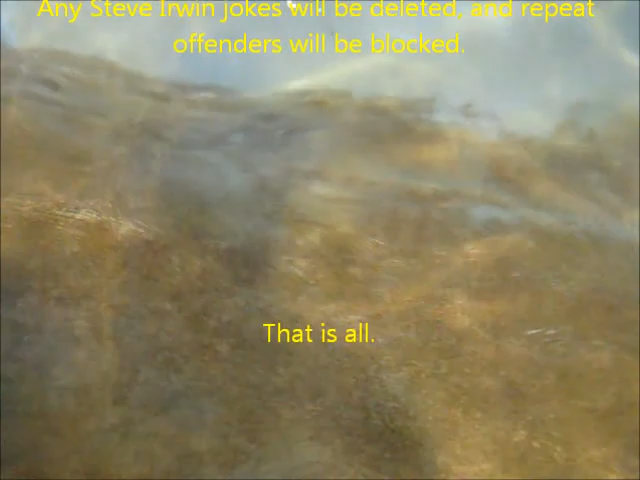 Any Steve Irwin jokes will be deleted, and repeat
offenders will be blocked.
That is all.